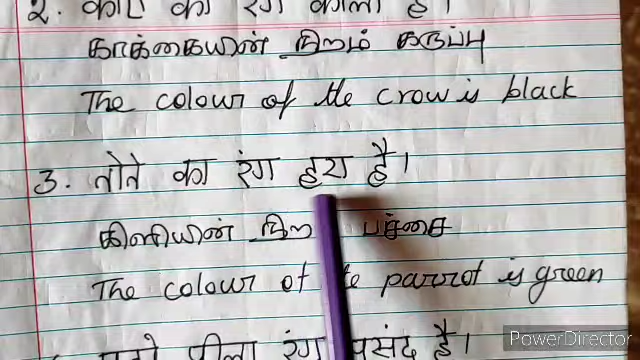 2. कौए का रंग काला है।
காக்கையின் நிறம் கருப்பு
The colour of the crow is black
3. तोते का रंग हरा है।
கிளியின் நிற பச்சை
The colour of parrot is green
पीला रंग पसंद है।
PowerDirector